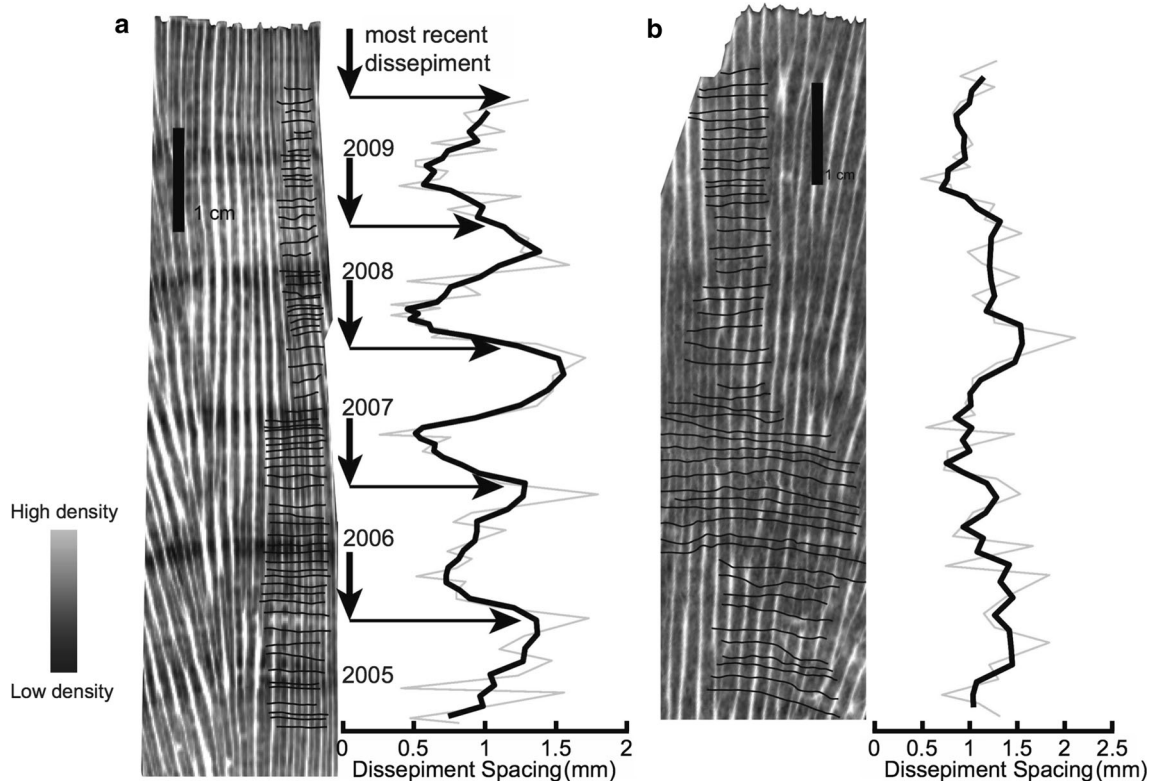 a
most recent
dissepiment
2009
1 cm
2008
2007
2006
2005
High density
Low density
0 0.5 1 1.5 2
Dissepiment Spacing(mm)
b
1 cm
0 0.5 1 1.5 2 2.5
Dissepiment Spacing(mm)